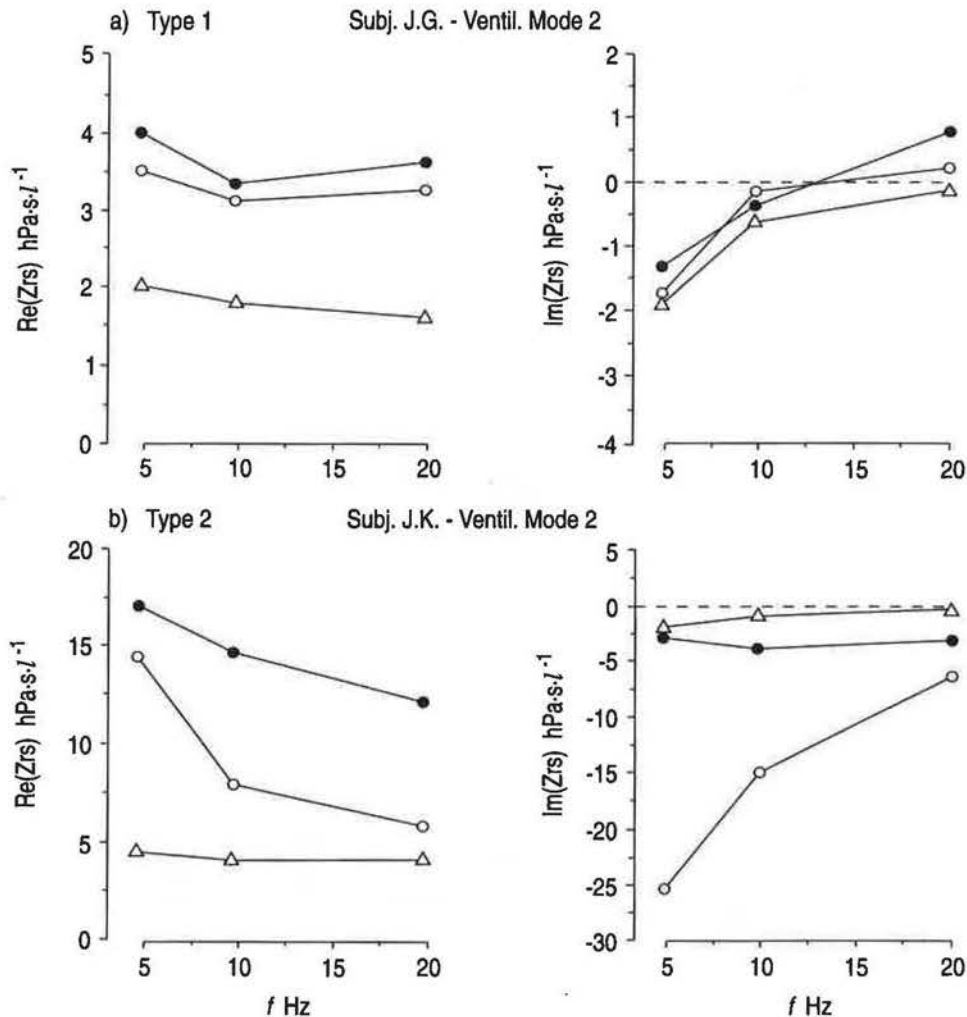 a) Type 1 Subj. J.G. - Ventil. Mode 2
Re(Zrs) hPa·s·l⁻¹
5
4
3
2
1
0
5 10 15 20
Im(Zrs) hPa·s·l⁻¹
2
1
0
-1
-2
-3
-4
5 10 15 20
b) Type 2 Subj. J.K. - Ventil. Mode 2
Re(Zrs) hPa·s·l⁻¹
20
15
10
5
0
5 10 15 20
f Hz
Im(Zrs) hPa·s·l⁻¹
5
0
-5
-10
-15
-20
-25
-30
5 10 15 20
f Hz